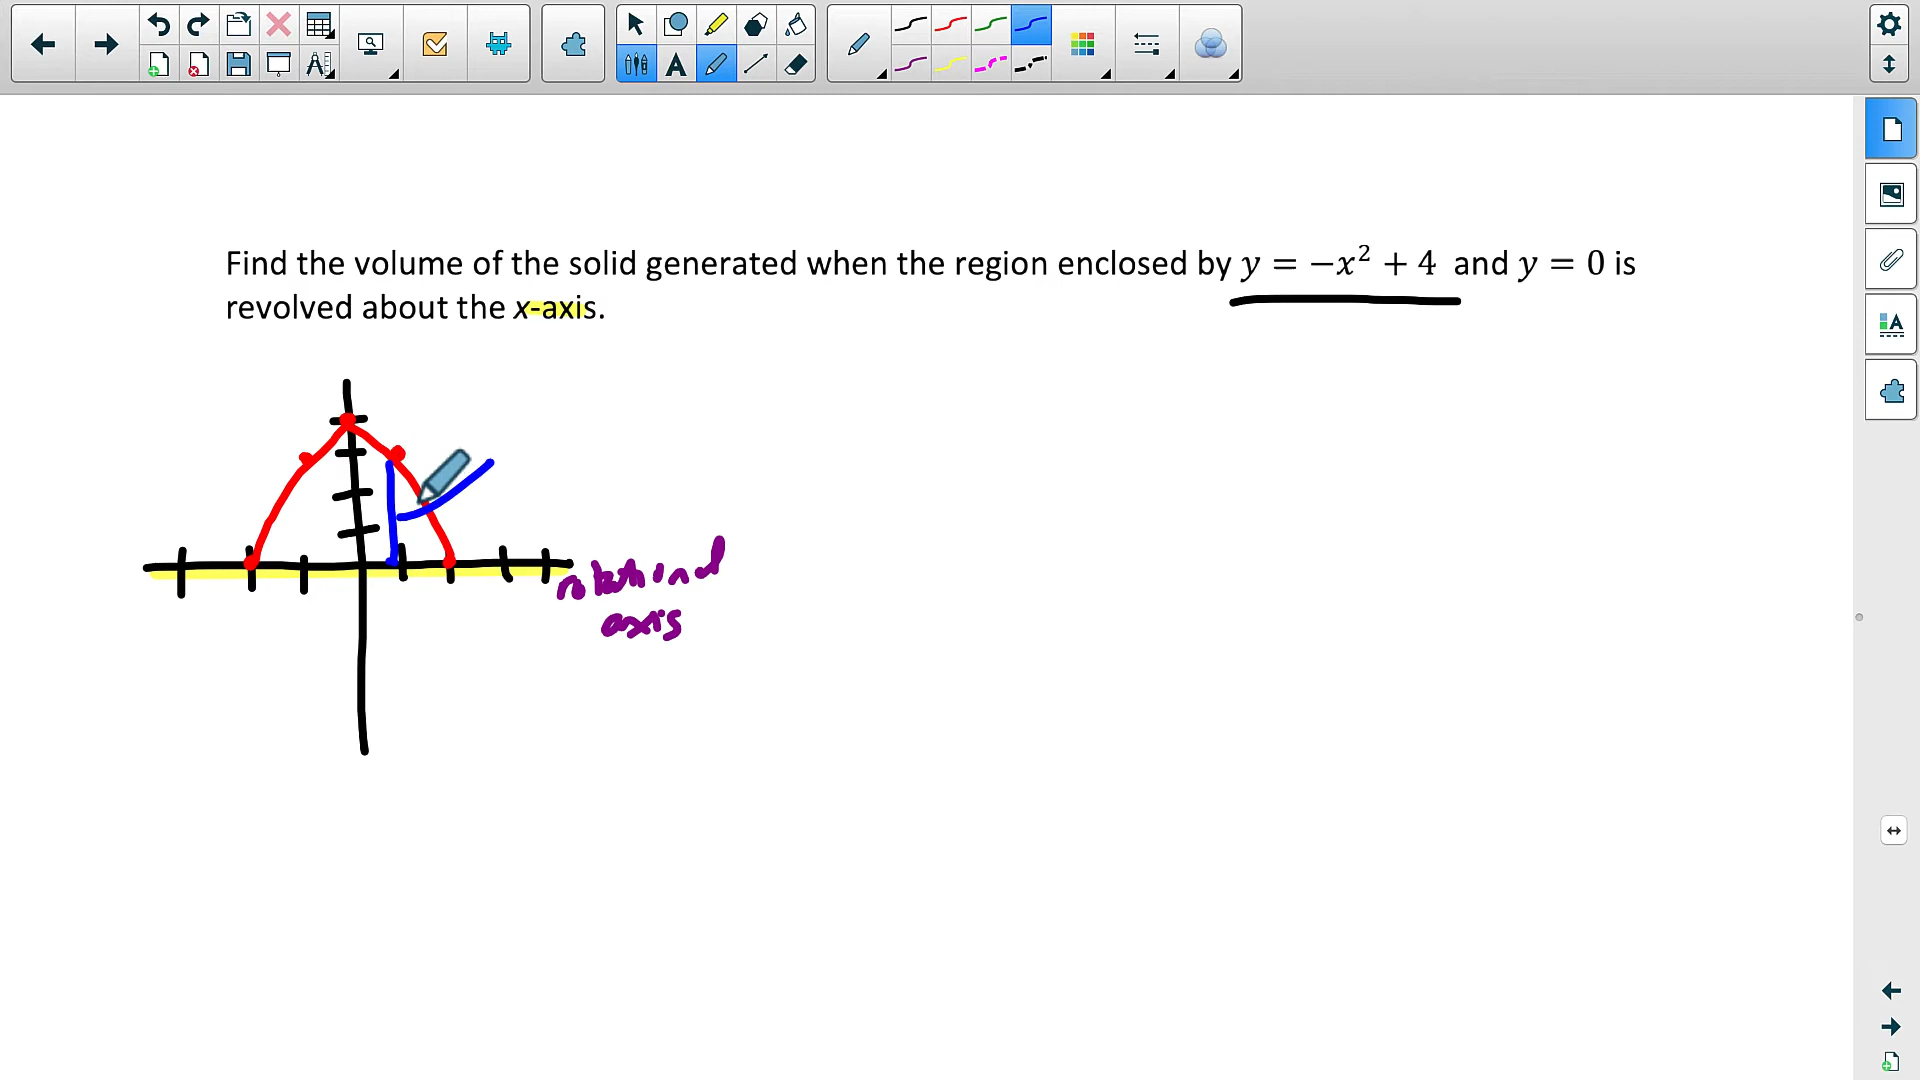 Find the volume of the solid generated when the region enclosed by y = −x² + 4 and y = 0 is
revolved about the x-axis.
rotational
axis